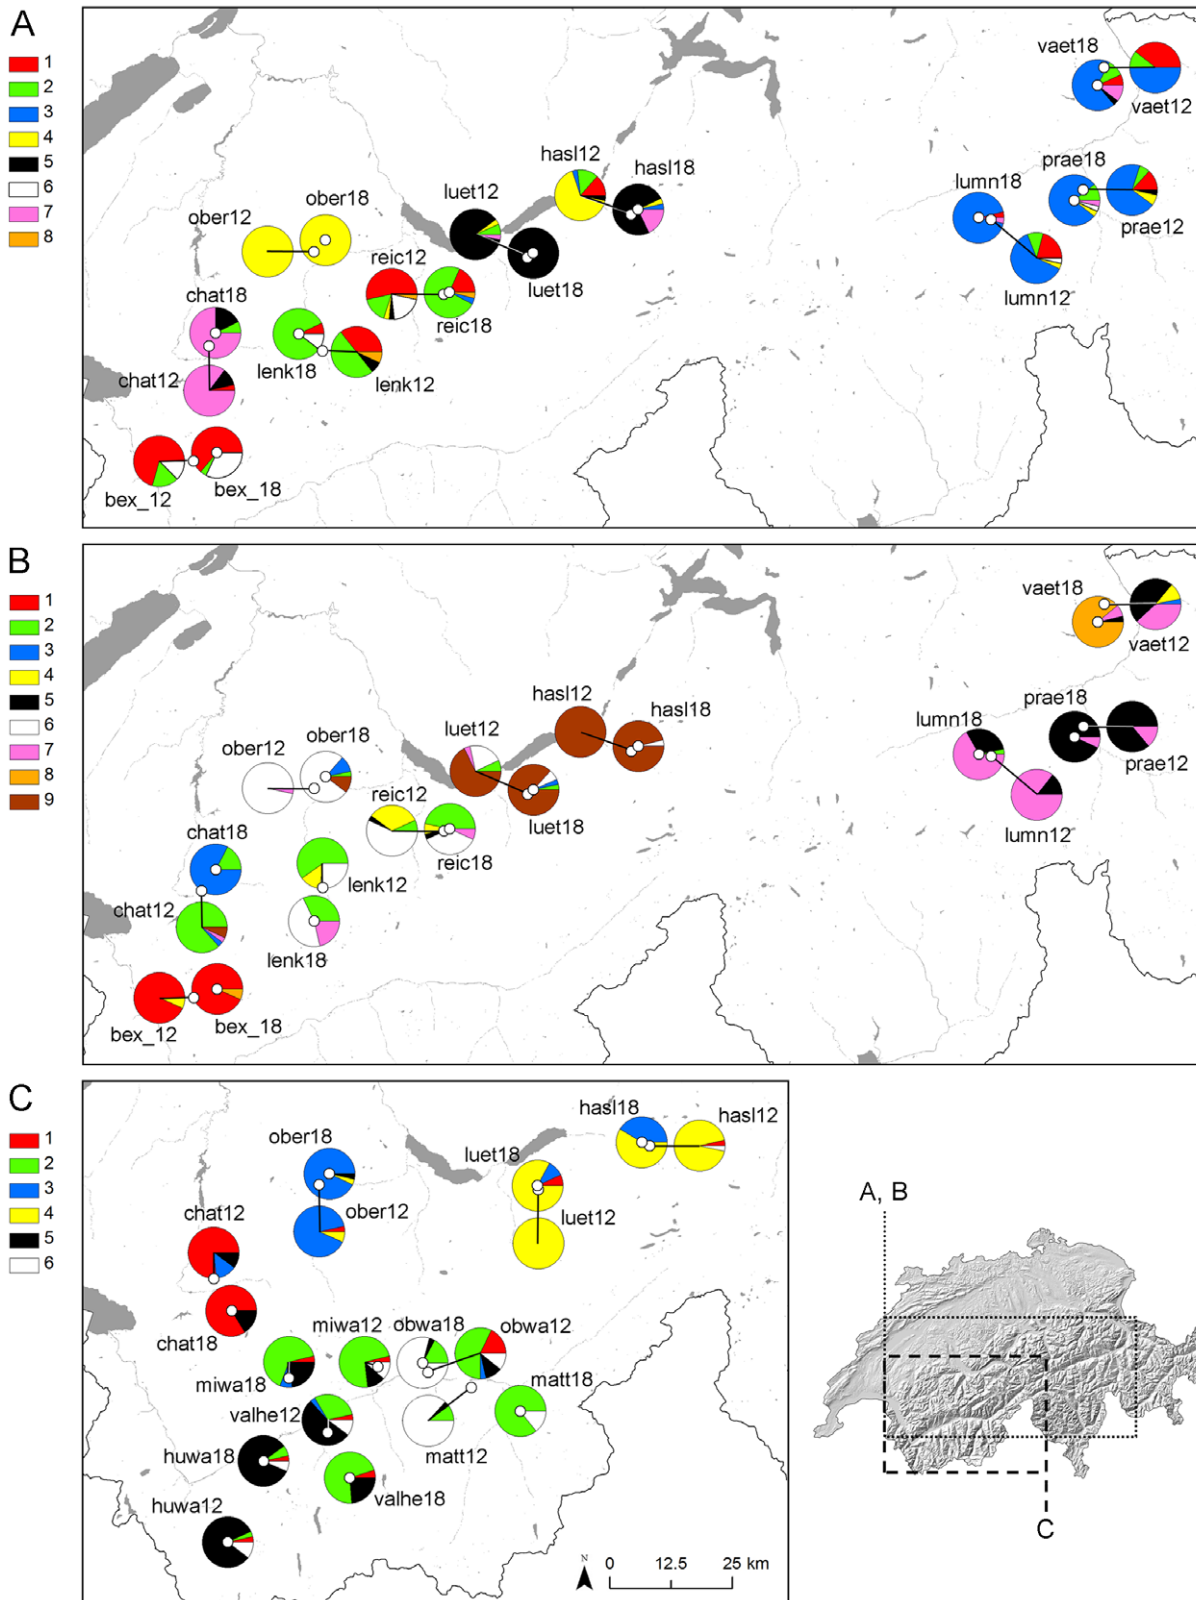 A
1
2
3
4
5
6
7
8
vaet18
vaet12
hasl12
hasl18
prae18
luet12
lumn18
ober18
ober12
prae12
reic12
luet18
lumn12
chat18
reic18
lenk18
chat12
lenk12
bex_12
bex_18
B
1
2
3
4
5
6
7
8
9
vaet18
vaet12
hasl12
prae18
hasl18
lumn18
luet12
ober18
ober12
prae12
reic12
luet18
lumn12
chat18
reic18
lenk12
chat12
lenk18
bex_12
bex_18
C
1
2
3
4
5
6
hasl18
hasl12
ober18
luet18
chat12
ober12
luet12
miwa12
obwa18
obwa12
chat18
miwa18
matt18
valhe12
huwa18
matt12
valhe18
huwa12
N
0 12.5 25 km
A, B
C